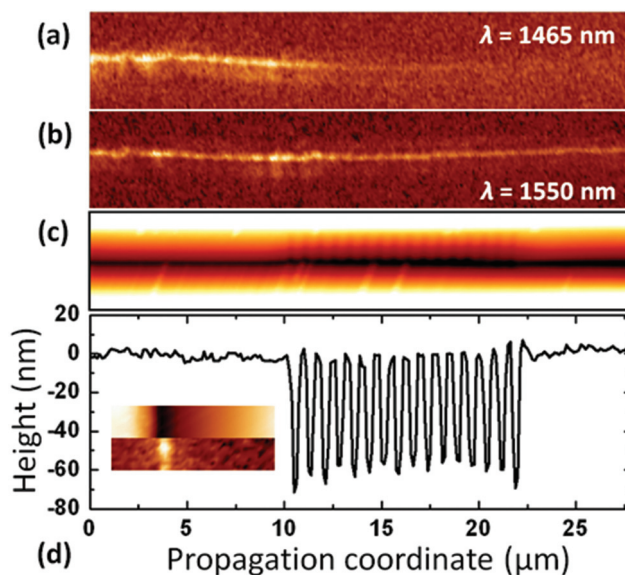 (a)
λ = 1465 nm
(b)
λ = 1550 nm
(c)
20
0
-20
-40
-60
-80
Height (nm)
0 5 10 15 20 25
(d)
Propagation coordinate (μm)